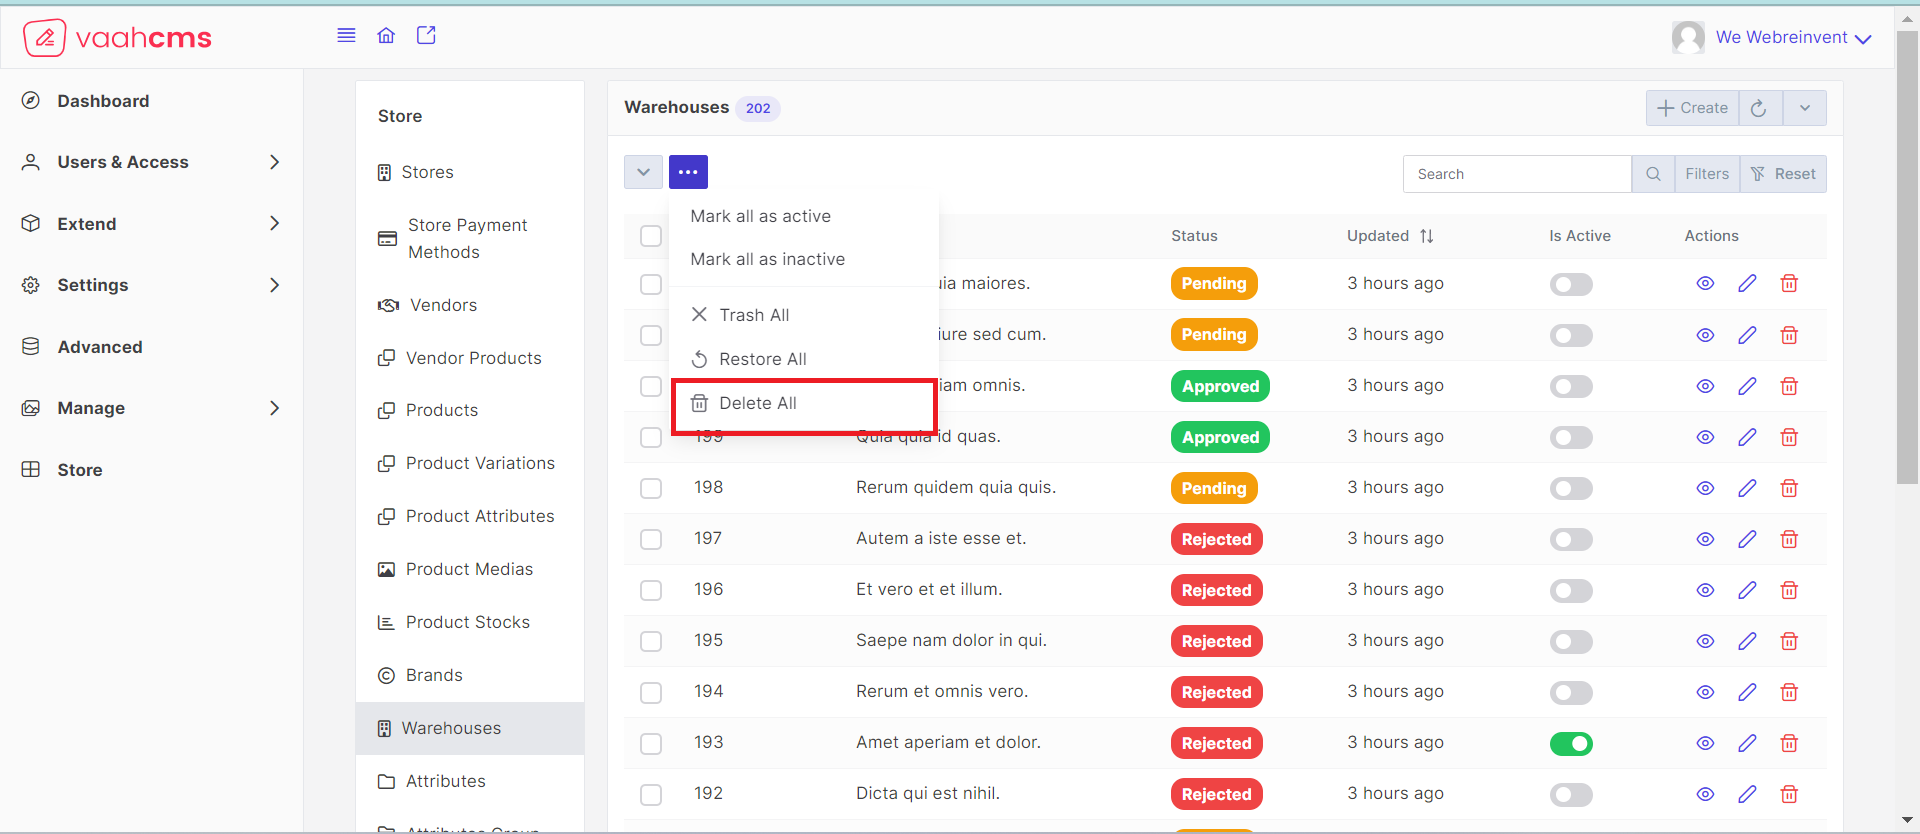 vaahcms
We Webreinvent
Dashboard
Users & Access
Extend
Settings
Advanced
Manage
Store
Store
Stores
Store Payment
Methods
Vendors
Vendor Products
Products
Product Variations
Product Attributes
Product Medias
Product Stocks
Brands
Warehouses
Attributes
Warehouses 202
Create
Search
Filters
Reset
Mark all as active
Mark all as inactive
Trash All
Restore All
Delete All
Status Updated Is Active Actions
uia maiores. Pending 3 hours ago
iure sed cum. Pending 3 hours ago
iam omnis. Approved 3 hours ago
199 Quia quia id quas. Approved 3 hours ago
198 Rerum quidem quia quis. Pending 3 hours ago
197 Autem a iste esse et. Rejected 3 hours ago
196 Et vero et et illum. Rejected 3 hours ago
195 Saepe nam dolor in qui. Rejected 3 hours ago
194 Rerum et omnis vero. Rejected 3 hours ago
193 Amet aperiam et dolor. Rejected 3 hours ago
192 Dicta qui est nihil. Rejected 3 hours ago